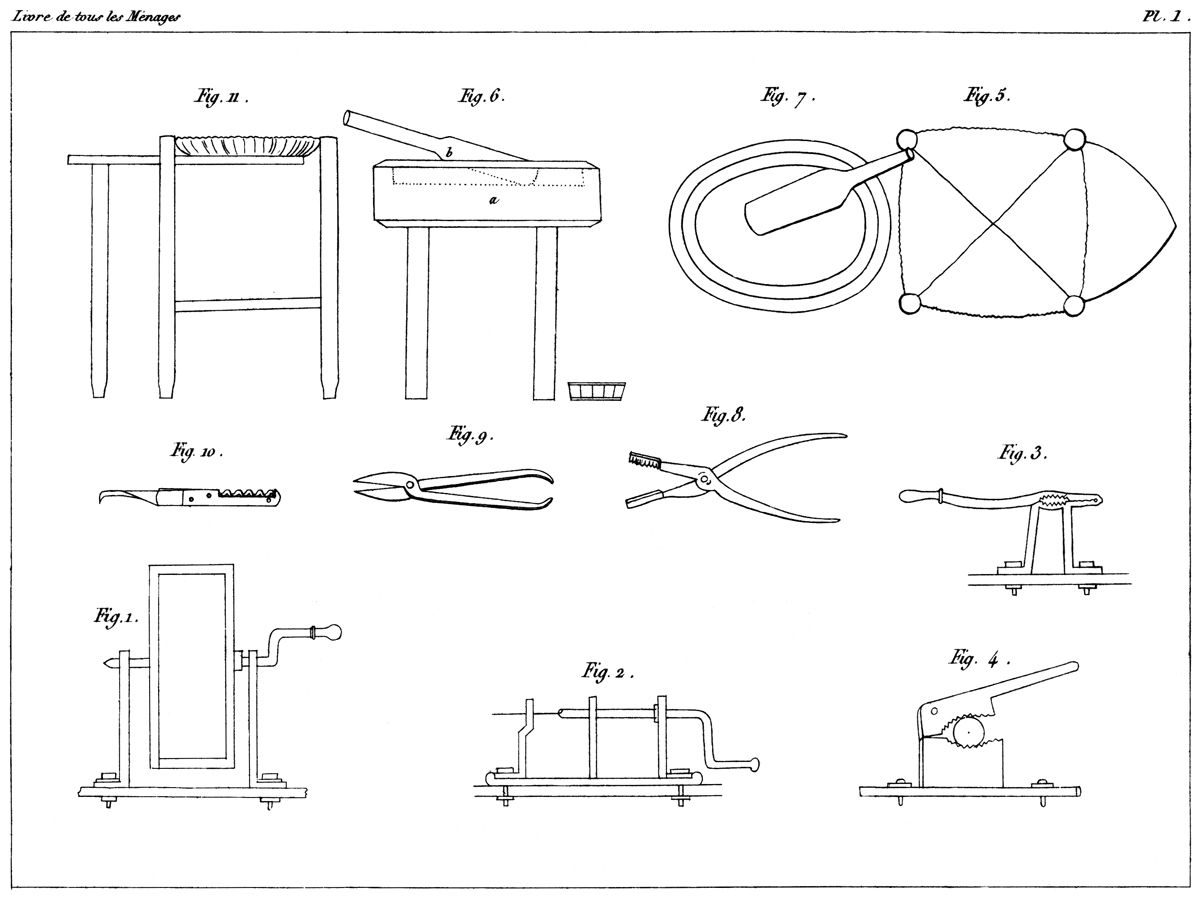 Livre de tous les Ménages
Pl. 1.
Fig. 11.
Fig. 6.
Fig. 7.
Fig. 5.
b
a
Fig. 8.
Fig. 9.
Fig. 10.
Fig. 3.
Fig. 1.
Fig. 2.
Fig. 4.